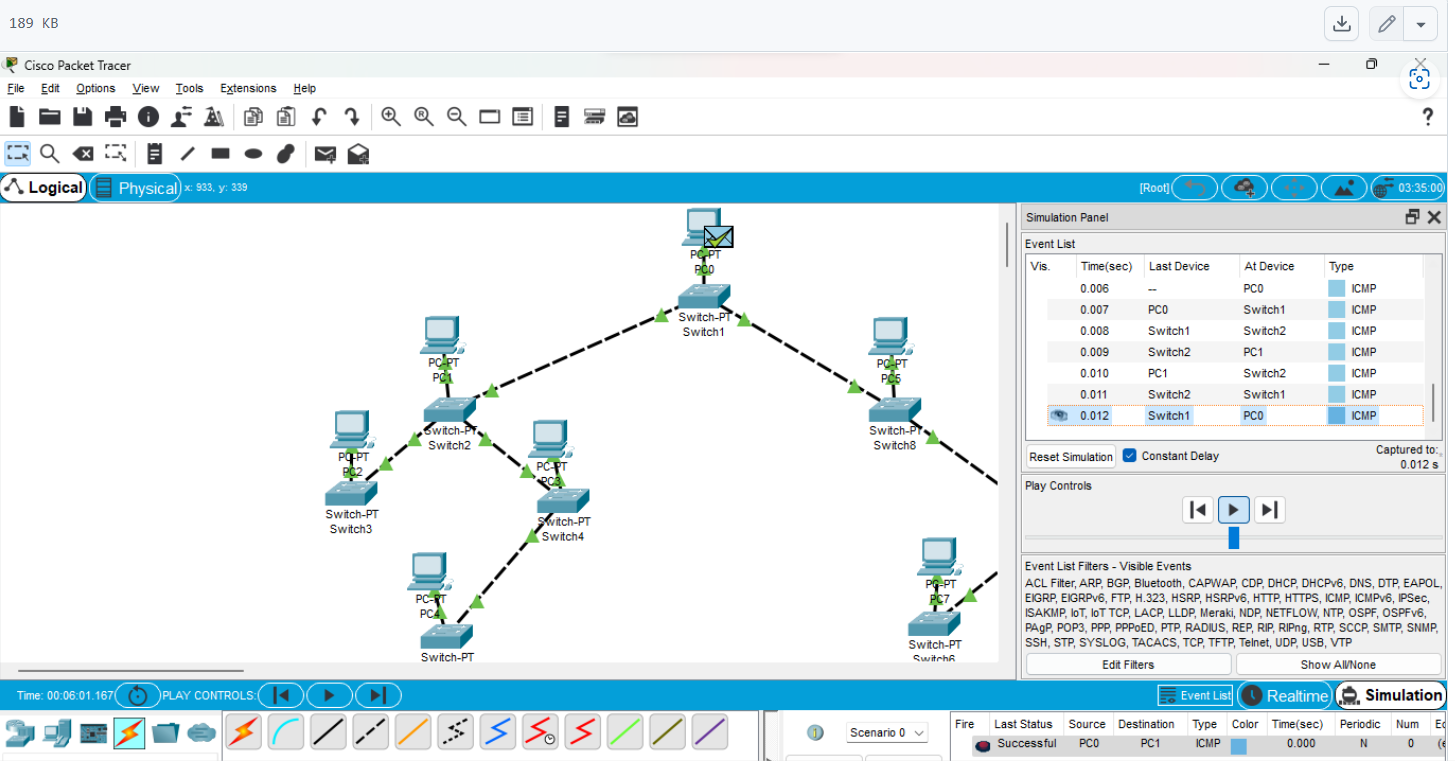 189 KB
Cisco Packet Tracer
File Edit Options View Tools Extensions Help
Logical Physical x: 933, y: 339 [Root] 03:35:00
PC-PT
PC0
Switch-PT
Switch1
PC-PT
PC1
Switch-PT
Switch2
PC-PT
PC5
Switch-PT
Switch8
PC-PT
PC2
Switch-PT
Switch3
PC-PT
PC3
Switch-PT
Switch4
PC-PT
PC4
Switch-PT
PC-PT
PC7
Switch-PT
Switch6
Simulation Panel
Event List
Vis. Time(sec) Last Device At Device Type
0.006 -- PC0 ICMP
0.007 PC0 Switch1 ICMP
0.008 Switch1 Switch2 ICMP
0.009 Switch2 PC1 ICMP
0.010 PC1 Switch2 ICMP
0.011 Switch2 Switch1 ICMP
0.012 Switch1 PC0 ICMP
Reset Simulation Constant Delay Captured to:
0.012 s
Play Controls
Event List Filters - Visible Events
ACL Filter, ARP, BGP, Bluetooth, CAPWAP, CDP, DHCP, DHCPv6, DNS, DTP, EAPOL,
EIGRP, EIGRPv6, FTP, H.323, HSRP, HSRPv6, HTTP, HTTPS, ICMP, ICMPv6, IPSec,
ISAKMP, IoT, IoT TCP, LACP, LLDP, Meraki, NDP, NETFLOW, NTP, OSPF, OSPFv6,
PAgP, POP3, PPP, PPPoED, PTP, RADIUS, REP, RIP, RIPng, RTP, SCCP, SMTP, SNMP,
SSH, STP, SYSLOG, TACACS, TCP, TFTP, Telnet, UDP, USB, VTP
Edit Filters Show All/None
Time: 00:06:01.167 PLAY CONTROLS: Event List Realtime Simulation
Scenario 0
Fire Last Status Source Destination Type Color Time(sec) Periodic Num
Successful PC0 PC1 ICMP 0.000 N 0